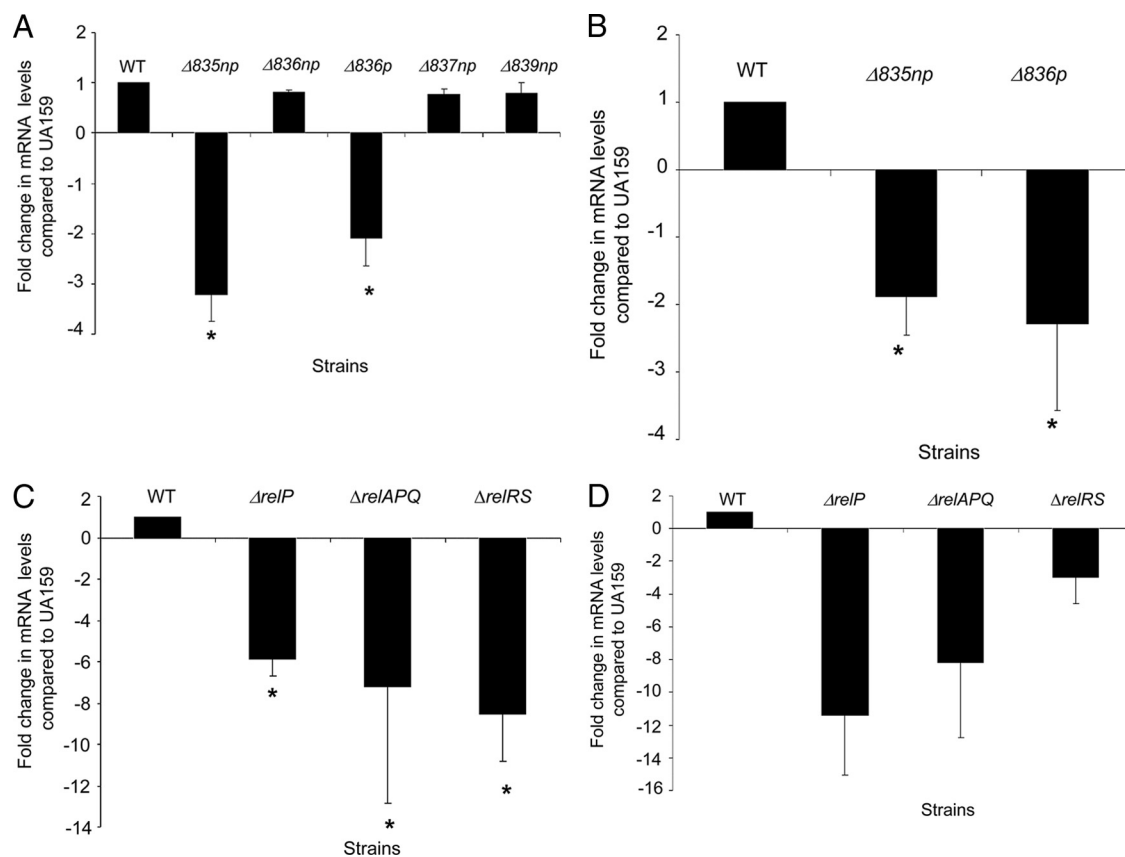 A
Fold change in mRNA levels
compared to UA159
2
1
0
-1
-2
-3
-4
WT
Δ835np
Δ836np
Δ836p
Δ837np
Δ839np
*
*
Strains
B
Fold change in mRNA levels
compared to UA159
2
1
0
-1
-2
-3
-4
WT
Δ835np
Δ836p
*
*
Strains
C
Fold change in mRNA levels
compared to UA159
2
0
-2
-4
-6
-8
-10
-12
-14
WT
ΔrelP
ΔrelAPQ
ΔrelRS
*
*
*
Strains
D
Fold change in mRNA levels
compared to UA159
2
0
-2
-4
-6
-8
-10
-12
-14
-16
WT
ΔrelP
ΔrelAPQ
ΔrelRS
Strains